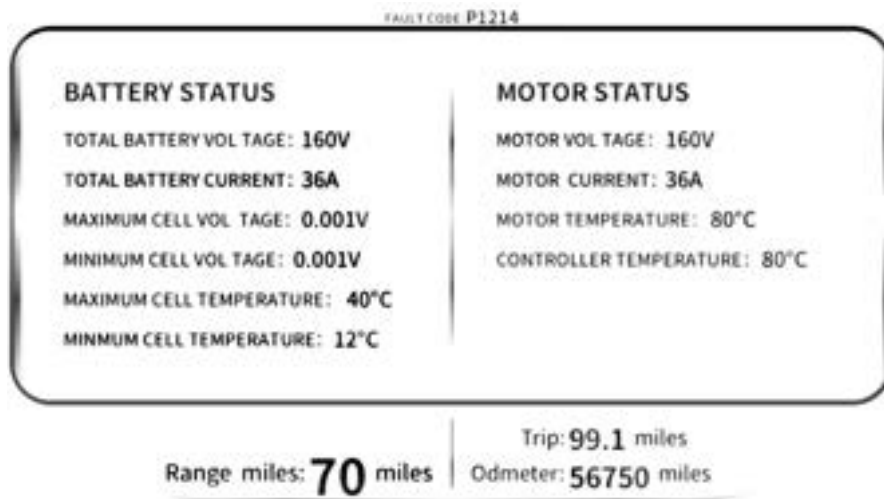 FAULT CODE P1214
BATTERY STATUS
TOTAL BATTERY VOL TAGE: 160V
TOTAL BATTERY CURRENT: 36A
MAXIMUM CELL VOL TAGE: 0.001V
MINIMUM CELL VOL TAGE: 0.001V
MAXIMUM CELL TEMPERATURE: 40°C
MINMUM CELL TEMPERATURE: 12°C
MOTOR STATUS
MOTOR VOL TAGE: 160V
MOTOR CURRENT: 36A
MOTOR TEMPERATURE: 80°C
CONTROLLER TEMPERATURE: 80°C
Range miles: 70 miles
Trip: 99.1 miles
Odmeter: 56750 miles